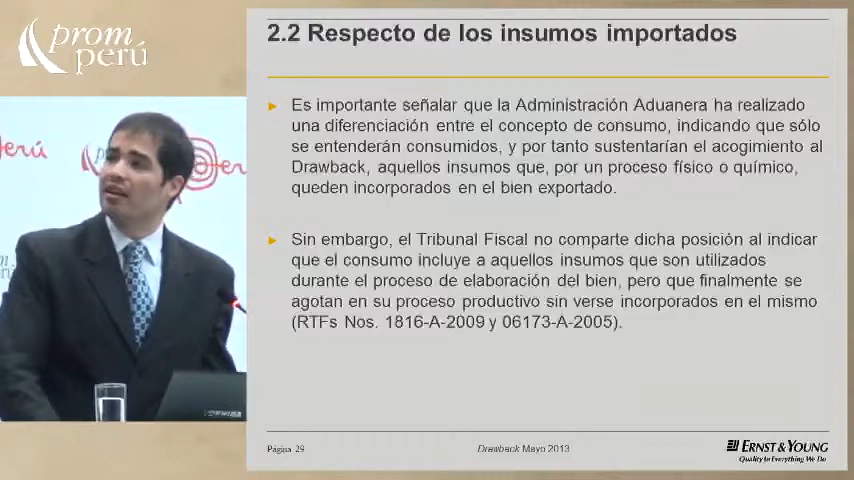 prom
perú
2.2 Respecto de los insumos importados
Es importante señalar que la Administración Aduanera ha realizado
una diferenciación entre el concepto de consumo, indicando que sólo
se entenderán consumidos, y por tanto sustentarían el acogimiento al
Drawback, aquellos insumos que, por un proceso físico o químico,
queden incorporados en el bien exportado.
Sin embargo, el Tribunal Fiscal no comparte dicha posición al indicar
que el consumo incluye a aquellos insumos que son utilizados
durante el proceso de elaboración del bien, pero que finalmente se
agotan en su proceso productivo sin verse incorporados en el mismo
(RTFs Nos. 1816-A-2009 y 06173-A-2005).
Página 29
Drawback Mayo 2013
ERNST & YOUNG
Quality In Everything We Do